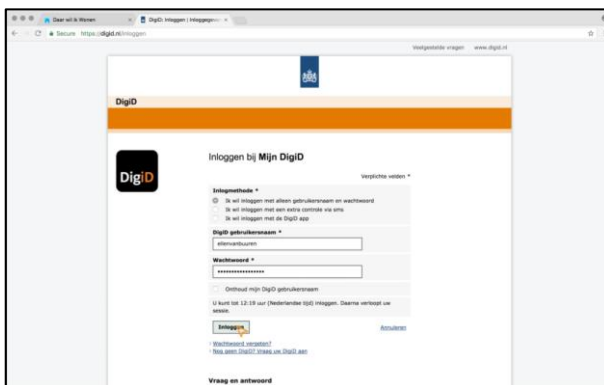 Daar wil ik Wonen
DigiD: Inloggen | Inloggegev
Secure https://digid.nl/inloggen
Veelgestelde vragen www.digid.nl
DigiD
DigiD
Inloggen bij Mijn DigiD
Verplichte velden *
Inlogmethode *
Ik wil inloggen met alleen gebruikersnaam en wachtwoord
Ik wil inloggen met een extra controle via sms
Ik wil inloggen met de DigiD app
DigiD gebruikersnaam *
ellenvanbuuren
Wachtwoord *
•••••••••••••••••
Onthoud mijn DigiD gebruikersnaam
U kunt tot 12:19 uur (Nederlandse tijd) inloggen. Daarna verloopt uw
sessie.
Inloggen
Annuleren
Wachtwoord vergeten?
Nog geen DigiD? Vraag uw DigiD aan
Vraag en antwoord